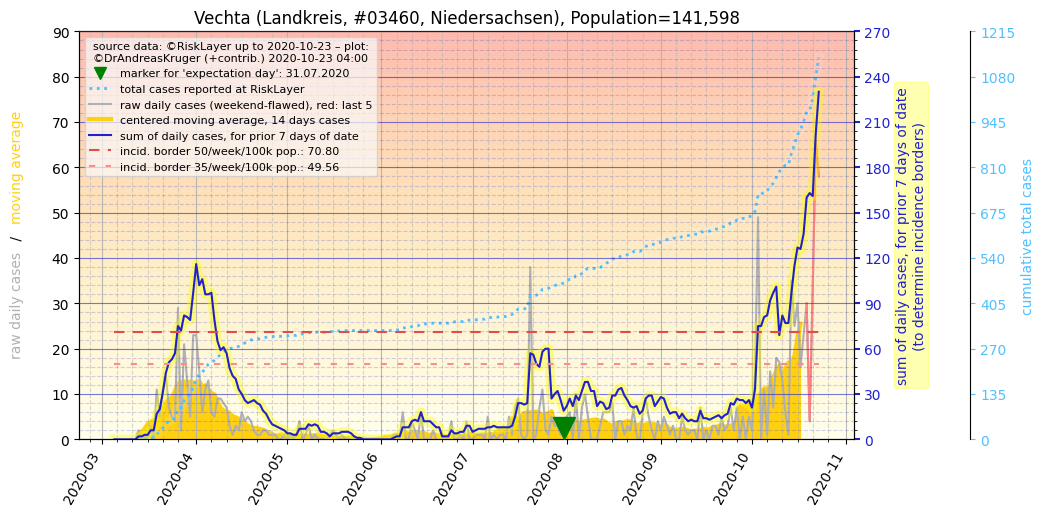 Vechta (Landkreis, #03460, Niedersachsen), Population=141,598
source data: ©RiskLayer up to 2020-10-23 – plot:
©DrAndreasKruger (+contrib.) 2020-10-23 04:00
marker for 'expectation day': 31.07.2020
total cases reported at RiskLayer
raw daily cases (weekend-flawed), red: last 5
centered moving average, 14 days cases
sum of daily cases, for prior 7 days of date
incid. border 50/week/100k pop.: 70.80
incid. border 35/week/100k pop.: 49.56
raw daily cases / moving average
90
80
70
60
50
40
30
20
10
0
270
240
210
180
150
120
90
60
30
0
sum of daily cases, for prior 7 days of date
(to determine incidence borders)
1215
1080
945
810
675
540
405
270
135
0
cumulative total cases
2020-03
2020-04
2020-05
2020-06
2020-07
2020-08
2020-09
2020-10
2020-11